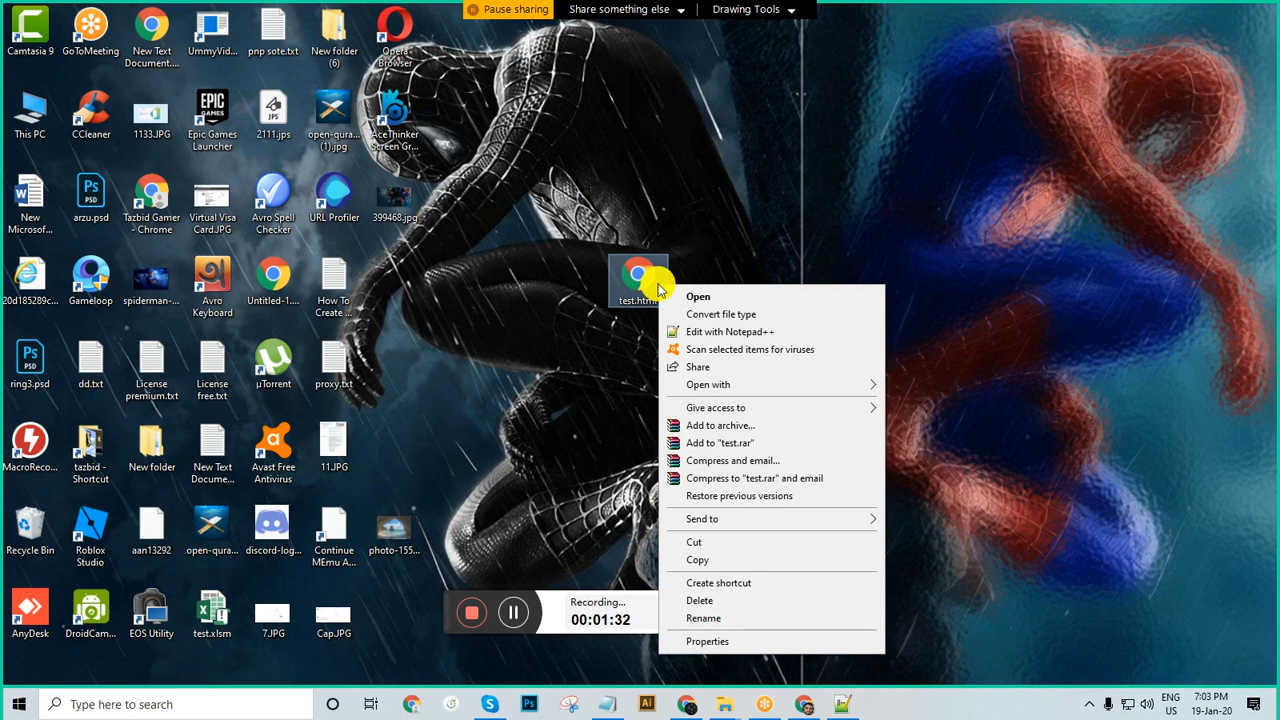 Pause sharing
Share something else
Drawing Tools
Camtasia 9
GoToMeeting
New Text
Document....
UmmyVid...
pnp sote.txt
New folder
(6)
Opera
Browser
This PC
CCleaner
1133.JPG
Epic Games
Launcher
2111.jps
open-qura...
(1).jpg
AceThinker
Screen Gr...
New
Microsof...
arzu.psd
Tazbid Gamer
- Chrome
Virtual Visa
Card.JPG
Avro Spell
Checker
URL Profiler
399468.jpg
20d185289c...
Gameloop
spiderman-...
Avro
Keyboard
Untitled-1....
How To
Create ...
test.html
ring3.psd
dd.txt
License
premium.txt
License
free.txt
µTorrent
proxy.txt
MacroReco...
tazbid -
Shortcut
New folder
New Text
Docume...
Avast Free
Antivirus
11.JPG
Recycle Bin
Roblox
Studio
aan13292
open-qura...
discord-log...
Continue
MEmu A...
photo-155...
AnyDesk
DroidCam...
EOS Utility
test.xlsm
7.JPG
Cap.JPG
Open
Convert file type
Edit with Notepad++
Scan selected items for viruses
Share
Open with
Give access to
Add to archive...
Add to "test.rar"
Compress and email...
Compress to "test.rar" and email
Restore previous versions
Send to
Cut
Copy
Create shortcut
Delete
Rename
Properties
Recording...
00:01:32
Type here to search
ENG
US
7:03 PM
19-Jan-20